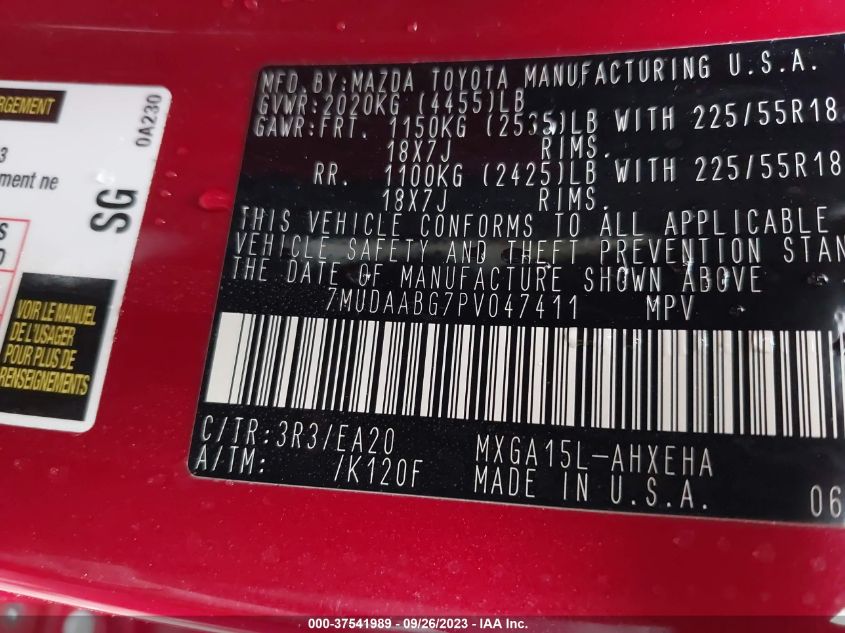 RGEMENT
0A230
3
ment ne
SG
S
D
VOIR LE MANUEL
DE L'USAGER
POUR PLUS DE
RENSEIGNEMENTS
MFD. BY: MAZDA TOYOTA MANUFACTURING U.S.A.
GVWR: 2020KG (4455)LB
GAWR: FRT. 1150KG (2535)LB WITH 225/55R18
18X7J RIMS.
RR. 1100KG (2425)LB WITH 225/55R18
18X7J RIMS.
THIS VEHICLE CONFORMS TO ALL APPLICABLE
VEHICLE SAFETY AND THEFT PREVENTION STAN
THE DATE OF MANUFACTURE SHOWN ABOVE
7MUDAABG7PV047411 MPV
C/TR: 3R3/EA20 MXGA15L-AHXEHA
A/TM: /K120F MADE IN U.S.A.
06
000-37541989 - 09/26/2023 - IAA Inc.